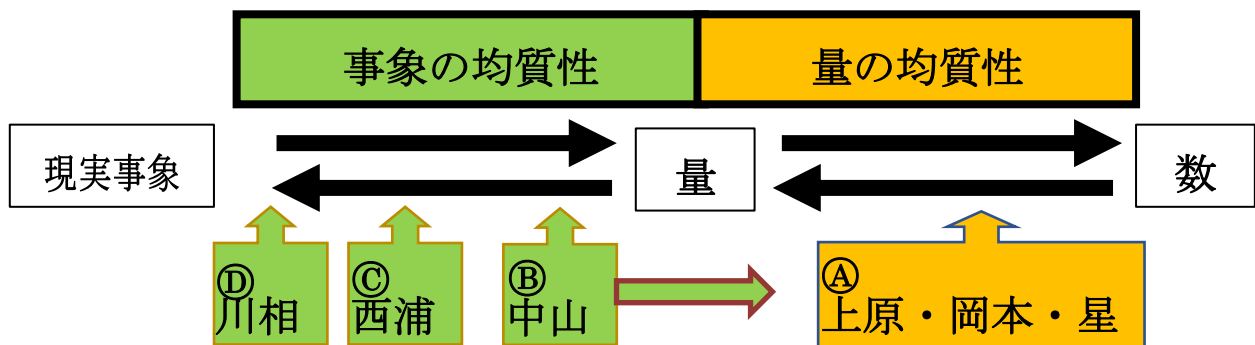 事象の均質性
量の均質性
現実事象
量
数
Ⓓ
川相
Ⓒ
西浦
Ⓑ
中山
Ⓐ
上原・岡本・星